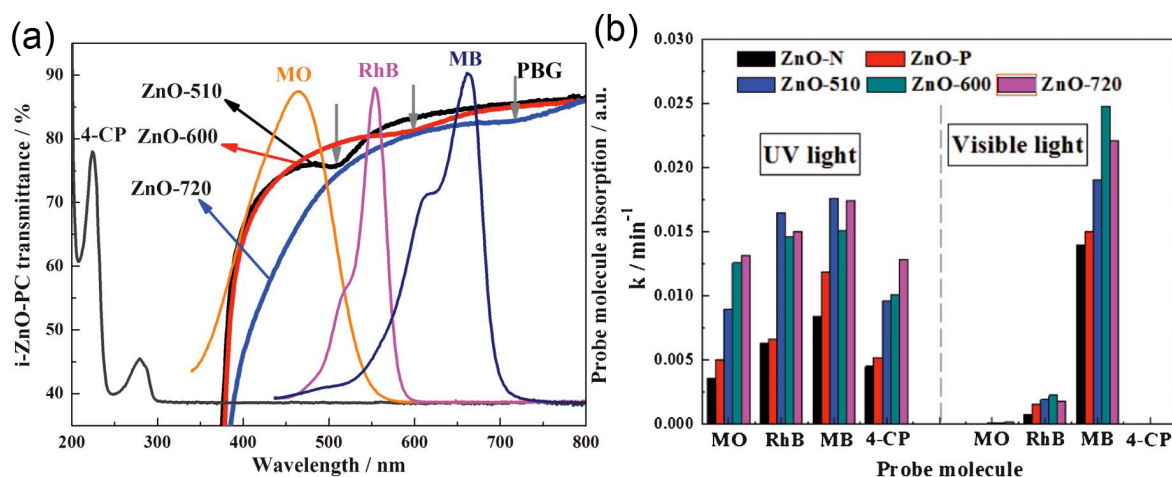 (a)
i-ZnO-PC transmittance / %
90
80
70
60
50
40
MO
RhB
MB
PBG
ZnO-510
4-CP
ZnO-600
ZnO-720
200
300
400
500
600
700
800
Wavelength / nm
Probe molecule absorption / a.u.
(b)
k / min⁻¹
0.030
0.025
0.020
0.015
0.010
0.005
0.000
ZnO-N
ZnO-P
ZnO-510
ZnO-600
ZnO-720
UV light
Visible light
MO
RhB
MB
4-CP
MO
RhB
MB
4-CP
Probe molecule